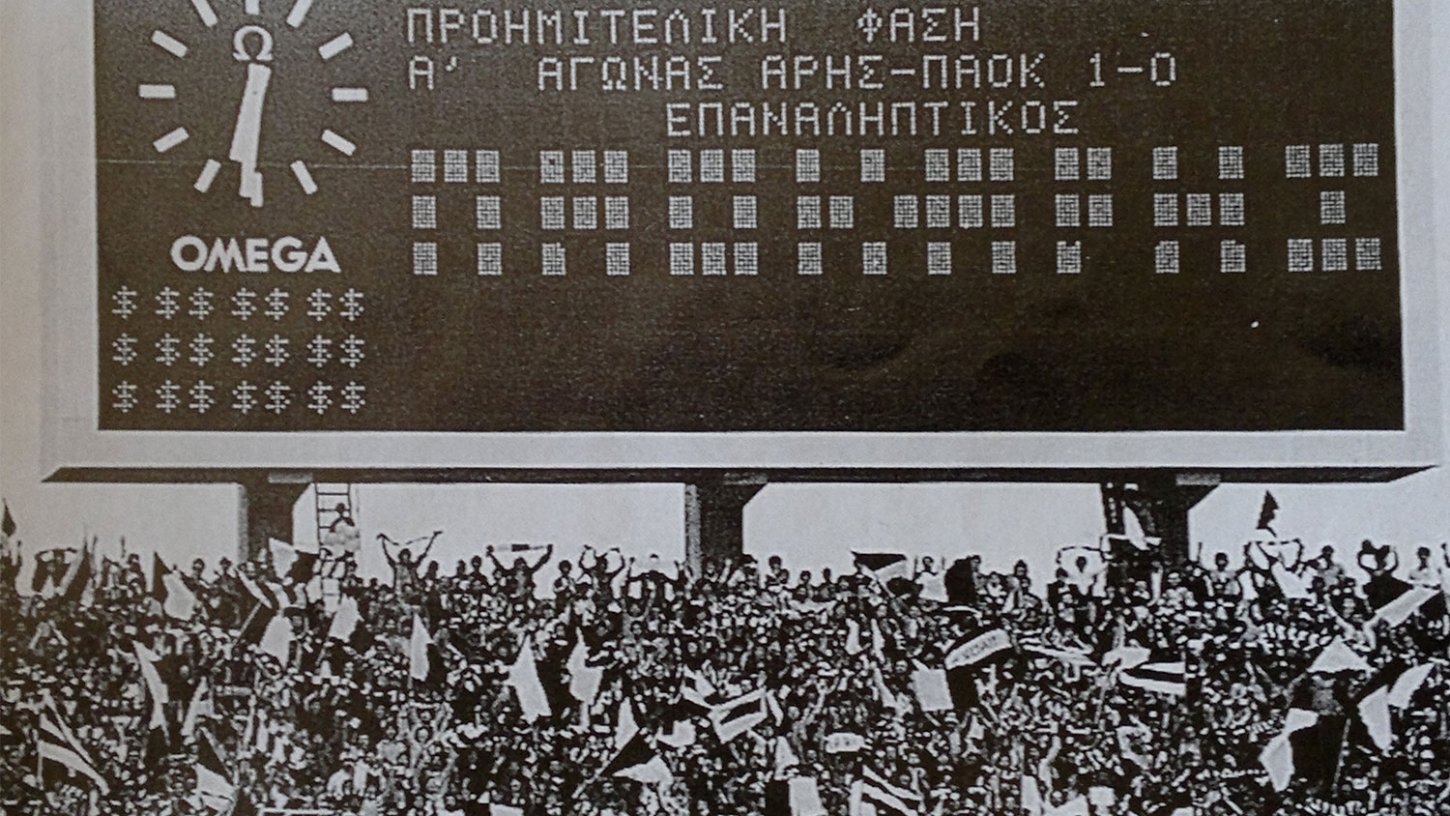 ΠΡΟΗΜΙΤΕΛΙΚΗ ΦΑΣΗ
Α' ΑΓΩΝΑΣ ΑΡΗΣ-ΠΑΟΚ 1-0
ΕΠΑΝΑΛΗΠΤΙΚΟΣ
Ω
OMEGA